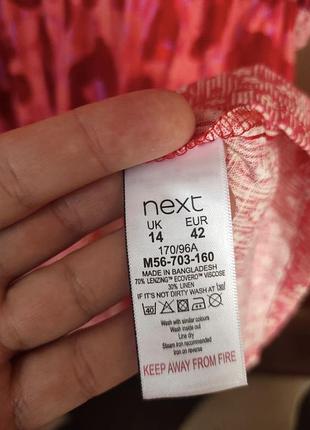 next
UK EUR
14 42
170/96A
M56-703-160
MADE IN BANGLADESH
70% LENZING™ ECOVERO™ VISCOSE
30% LINEN
IF IT'S NOT DIRTY WASH AT 30
40
Wash with similar colours
Wash inside out
Line dry
Steam iron recommended
Iron on reverse
KEEP AWAY FROM FIRE